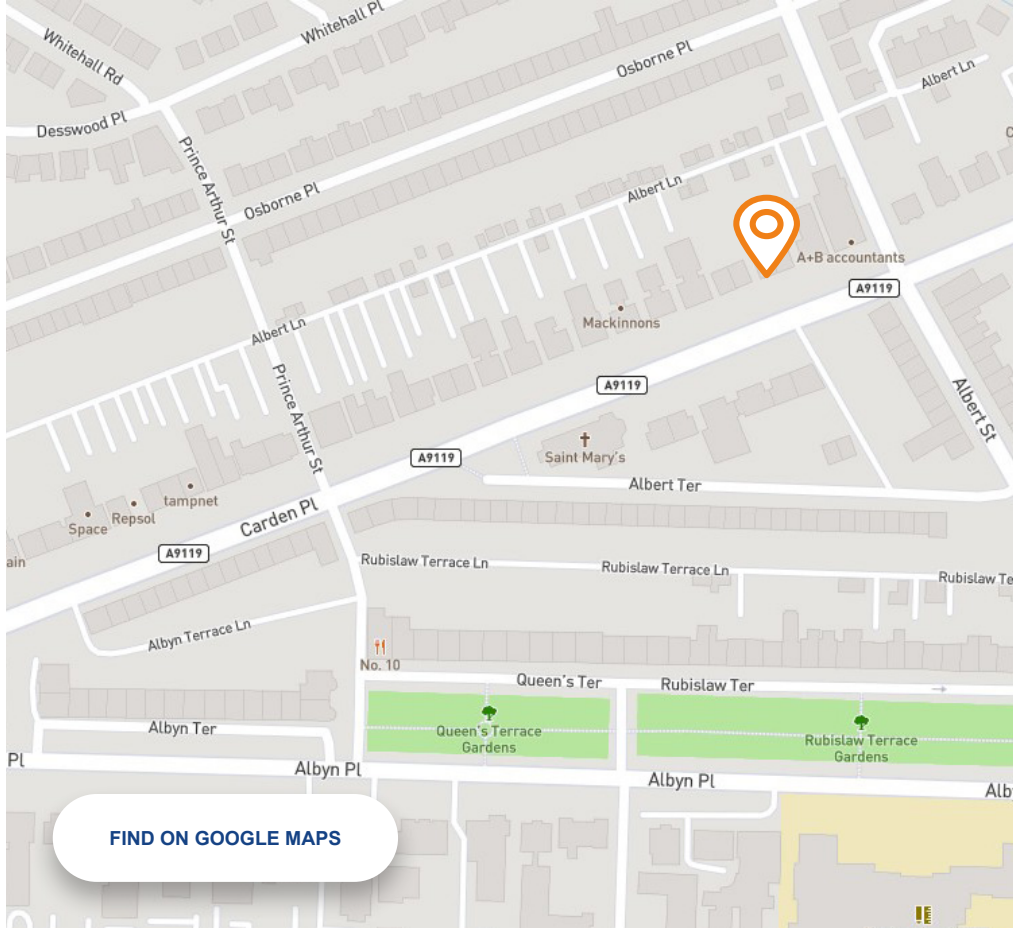 Whitehall Pl
Whitehall Rd
Osborne Pl
Albert Ln
Desswood Pl
Prince Arthur St
Osborne Pl
Albert Ln
A+B accountants
A9119
Mackinnons
Albert Ln
A9119
Prince Arthur St
Albert St
Saint Mary's
A9119
Albert Ter
tampnet
Repsol
Space
Carden Pl
A9119
ain
Rubislaw Terrace Ln
Rubislaw Terrace Ln
Rubislaw Te
Albyn Terrace Ln
No. 10
Queen's Ter
Rubislaw Ter
Albyn Ter
Queen's Terrace
Gardens
Rubislaw Terrace
Gardens
Pl
Albyn Pl
Albyn Pl
Alb
FIND ON GOOGLE MAPS